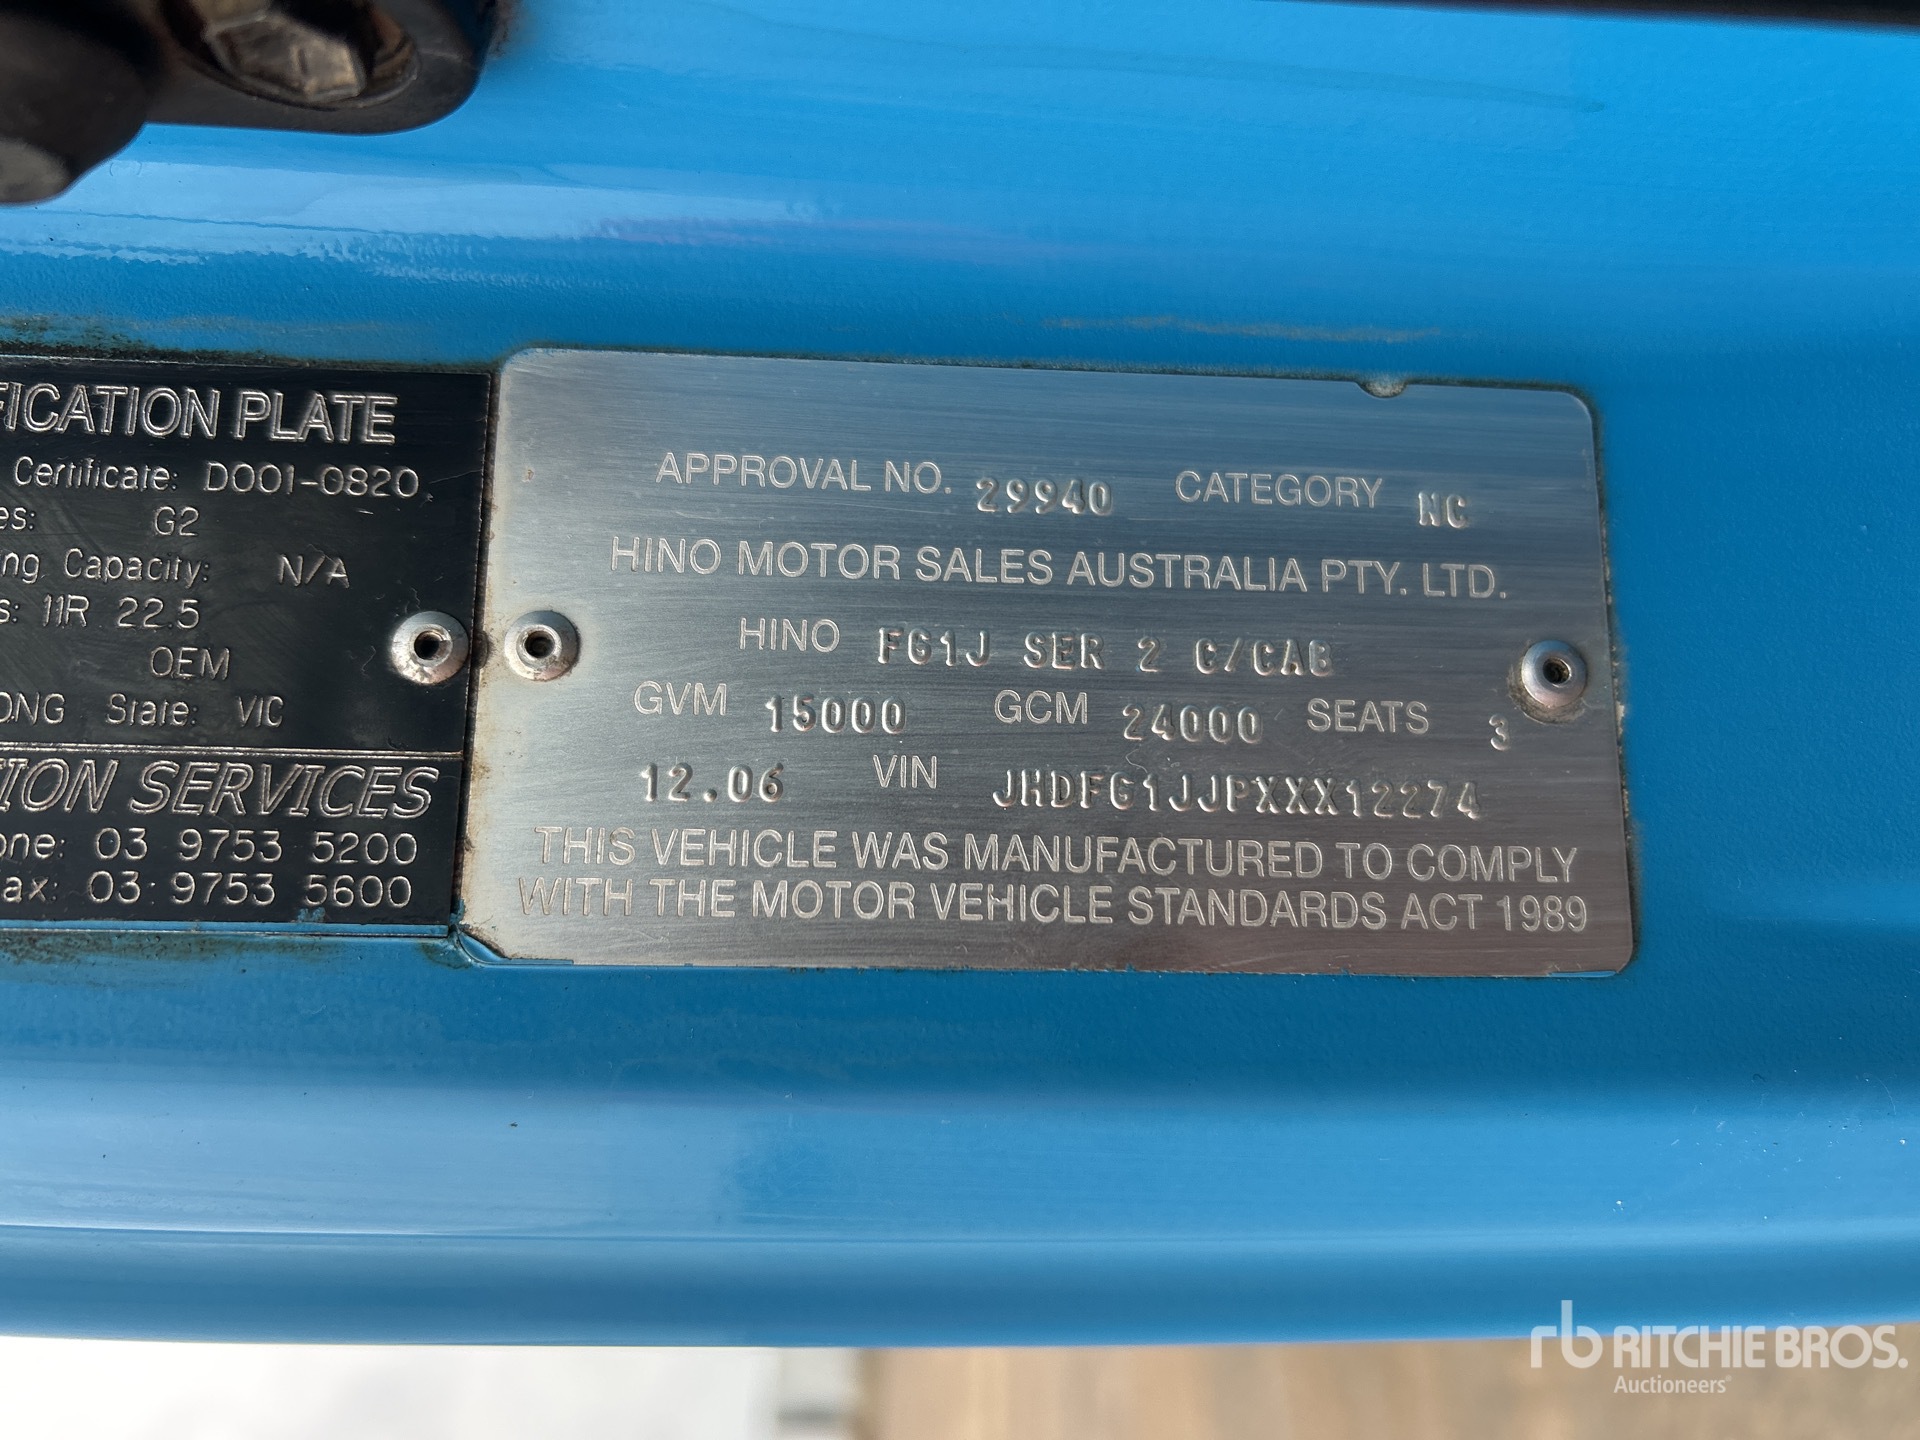 FICATION PLATE
Certificate: D001-0820
es: G2
ng Capacity: N/A
s: 11R 22.5
OEM
ONG State: VIC
ION SERVICES
one: 03 9753 5200
ax: 03 9753 5600
APPROVAL NO. 29940 CATEGORY NC
HINO MOTOR SALES AUSTRALIA PTY. LTD.
HINO FG1J SER 2 C/CAB
GVM 15000 GCM 24000 SEATS 3
12.06 VIN JHDFG1JJPXXX12274
THIS VEHICLE WAS MANUFACTURED TO COMPLY
WITH THE MOTOR VEHICLE STANDARDS ACT 1989
rb RITCHIE BROS.
Auctioneers